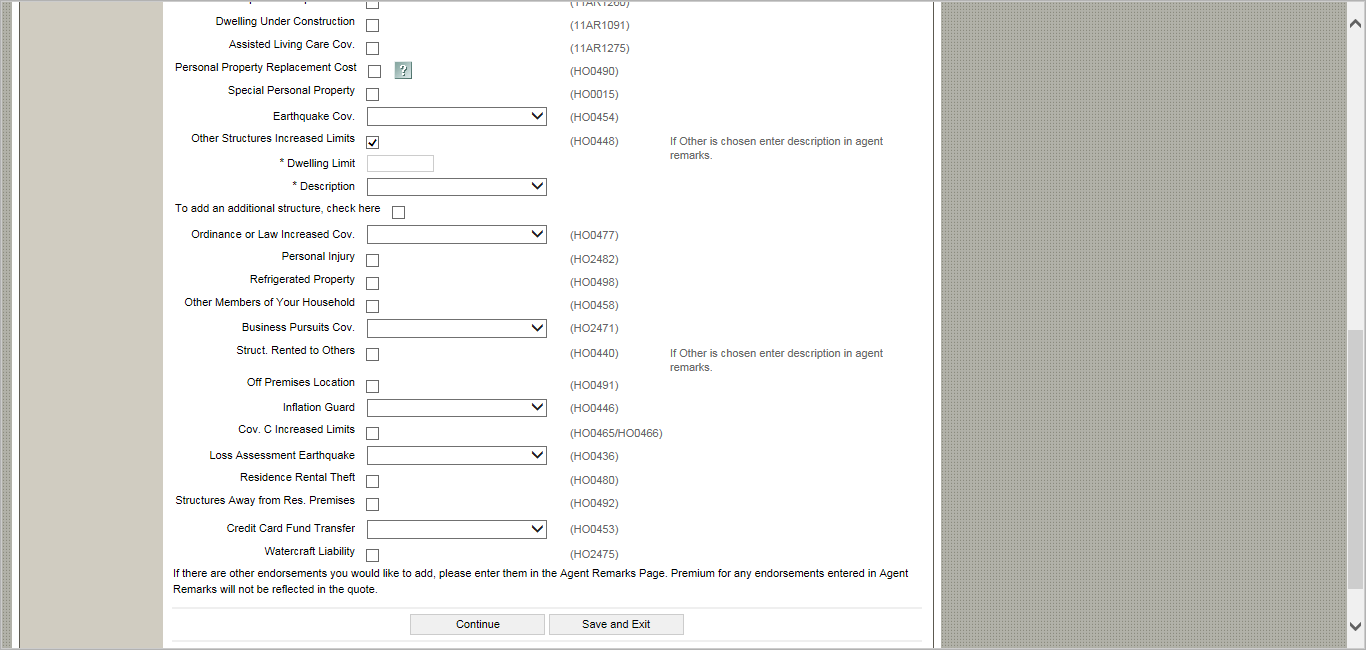 (11AR1260)
Dwelling Under Construction (11AR1091)
Assisted Living Care Cov. (11AR1275)
Personal Property Replacement Cost ? (HO0490)
Special Personal Property (HO0015)
Earthquake Cov. (HO0454)
Other Structures Increased Limits (HO0448) If Other is chosen enter description in agent
remarks.
* Dwelling Limit
* Description
To add an additional structure, check here
Ordinance or Law Increased Cov. (HO0477)
Personal Injury (HO2482)
Refrigerated Property (HO0498)
Other Members of Your Household (HO0458)
Business Pursuits Cov. (HO2471)
Struct. Rented to Others (HO0440) If Other is chosen enter description in agent
remarks.
Off Premises Location (HO0491)
Inflation Guard (HO0446)
Cov. C Increased Limits (HO0465/HO0466)
Loss Assessment Earthquake (HO0436)
Residence Rental Theft (HO0480)
Structures Away from Res. Premises (HO0492)
Credit Card Fund Transfer (HO0453)
Watercraft Liability (HO2475)
If there are other endorsements you would like to add, please enter them in the Agent Remarks Page. Premium for any endorsements entered in Agent
Remarks will not be reflected in the quote.
Continue Save and Exit